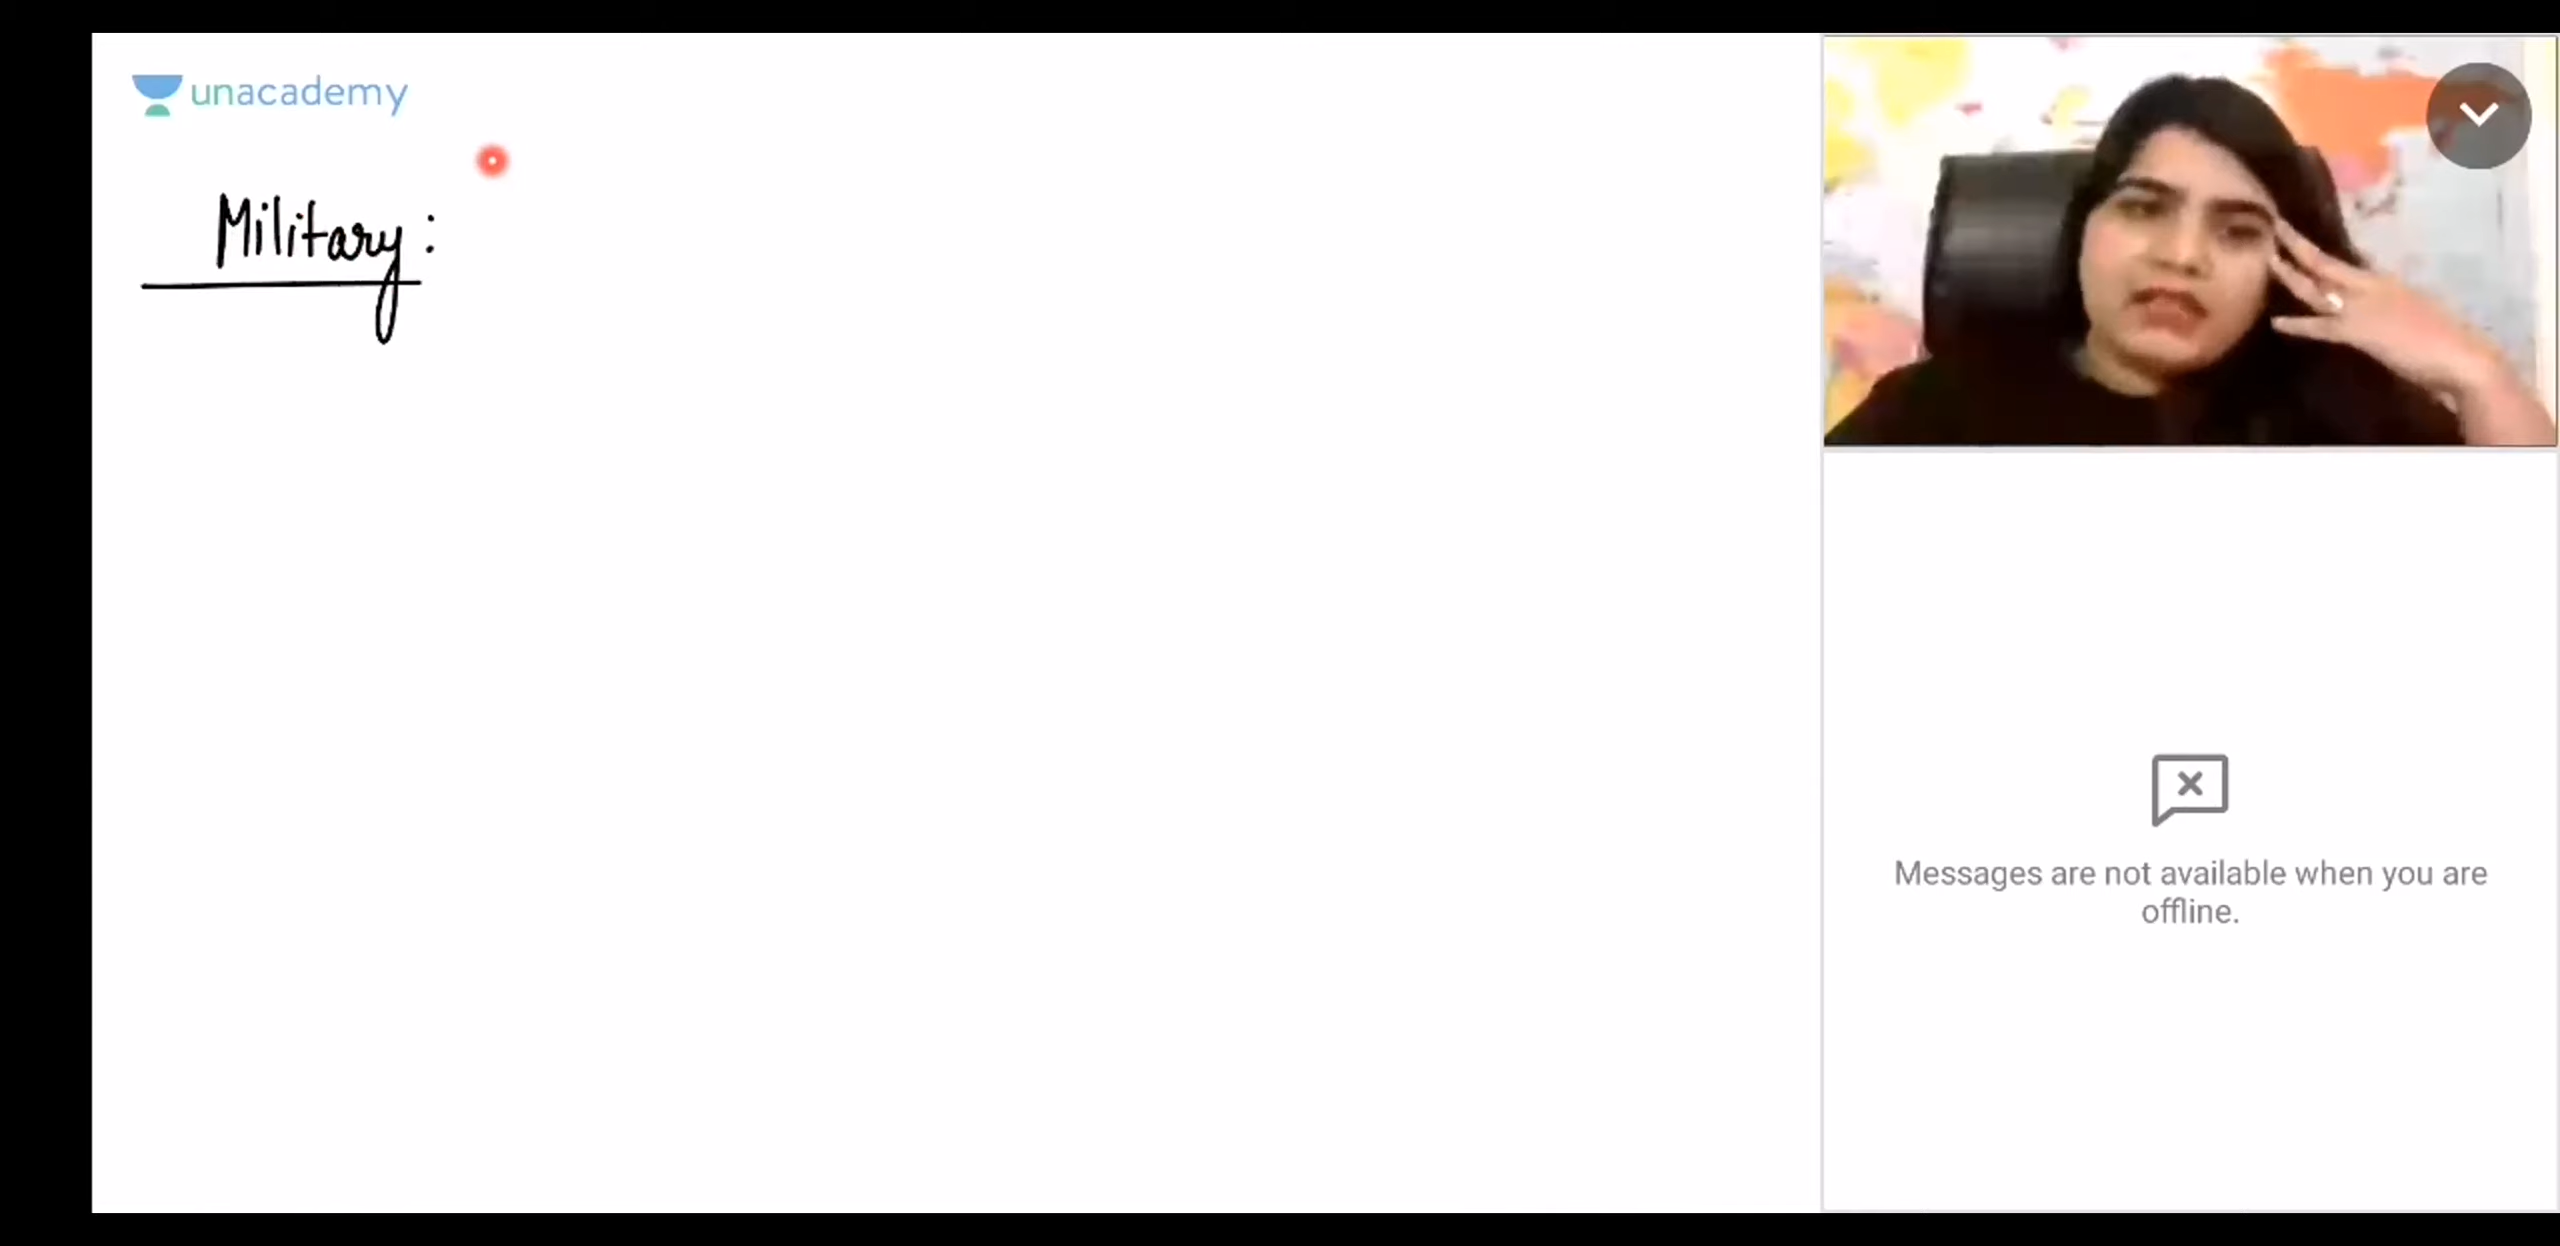 unacademy
Military:
Messages are not available when you are
offline.